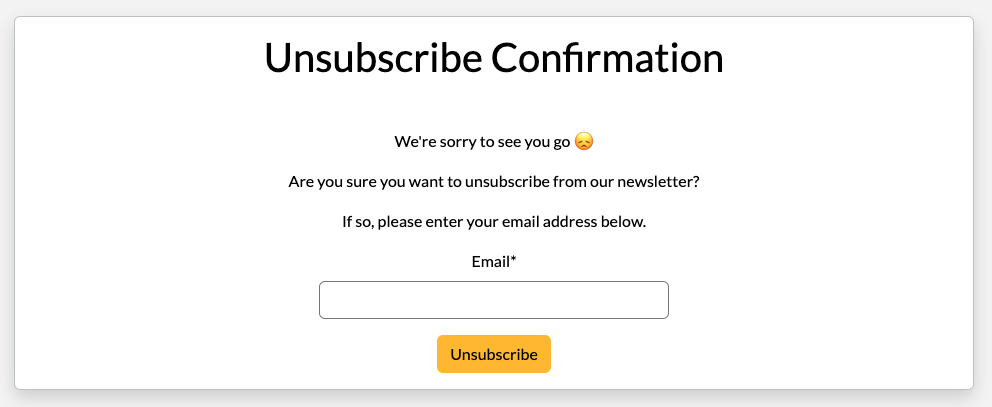 Unsubscribe Confirmation
We're sorry to see you go 😞
Are you sure you want to unsubscribe from our newsletter?
If so, please enter your email address below.
Email*
Unsubscribe